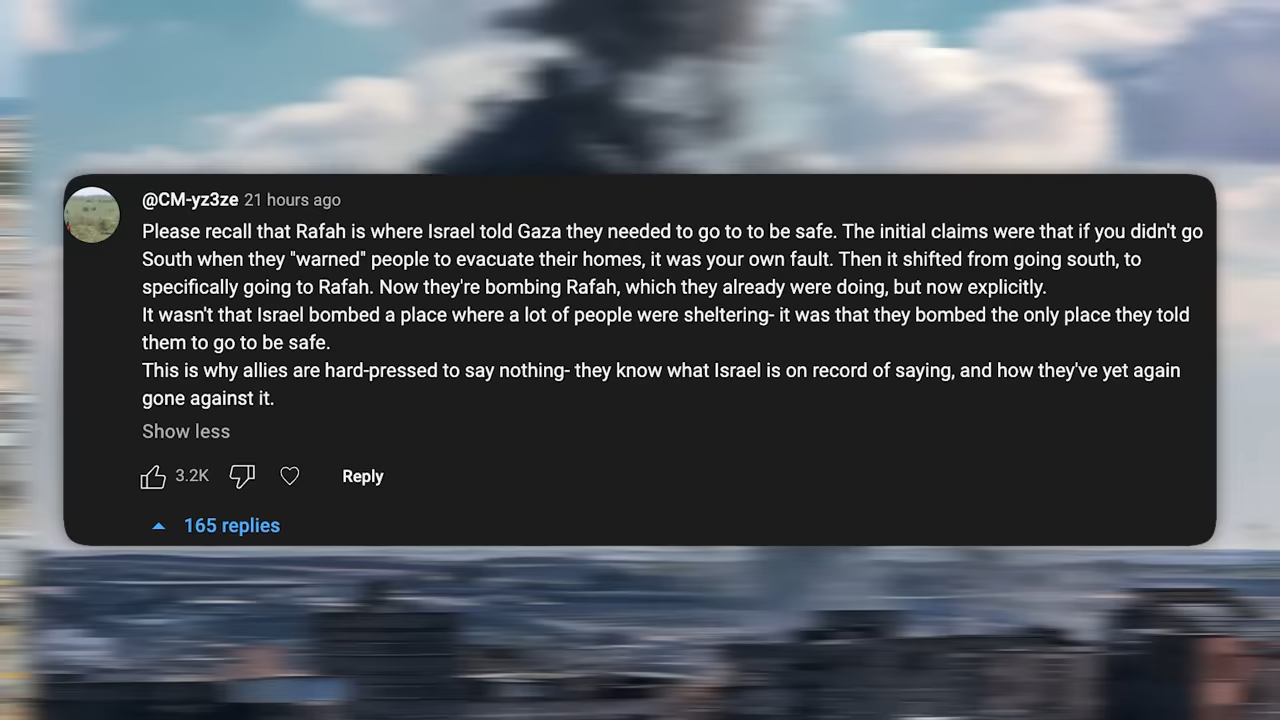 @CM-yz3ze 21 hours ago
Please recall that Rafah is where Israel told Gaza they needed to go to to be safe. The initial claims were that if you didn't go
South when they "warned" people to evacuate their homes, it was your own fault. Then it shifted from going south, to
specifically going to Rafah. Now they're bombing Rafah, which they already were doing, but now explicitly.
It wasn't that Israel bombed a place where a lot of people were sheltering- it was that they bombed the only place they told
them to go to be safe.
This is why allies are hard-pressed to say nothing- they know what Israel is on record of saying, and how they've yet again
gone against it.
Show less
3.2K Reply
165 replies